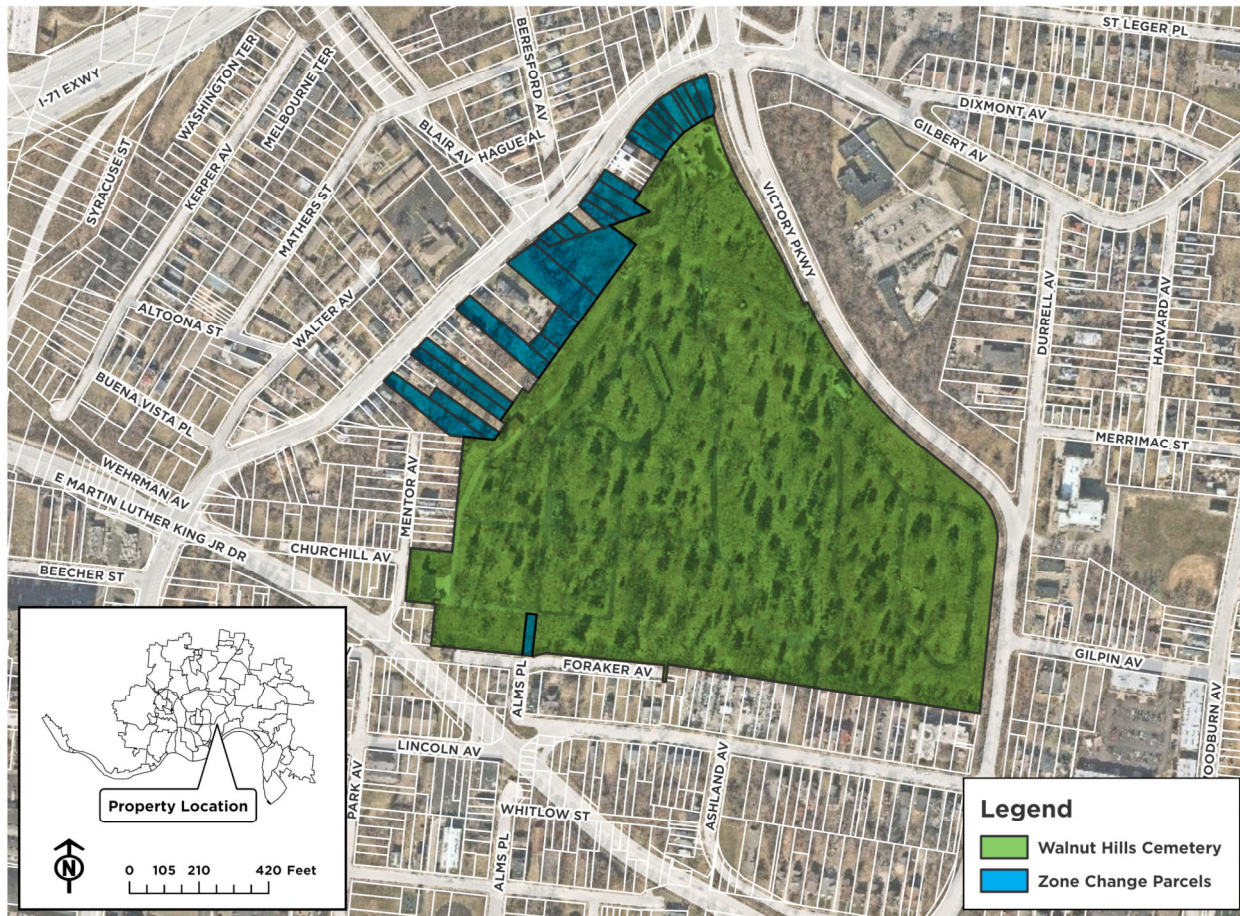 ST LEGER PL
BERESFORD AV
WASHINGTON TER
I-71 EXWY
MELBOURNE TER
DIXMONT AV
BLAIR AV
HAGUE AL
GILBERT AV
SYRACUSE ST
KERPER AV
MATHERS ST
VICTORY PKWY
DURRELL AV
HARVARD AV
ALTOONA ST
WALTER AV
BUENA VISTA PL
MERRIMAC ST
WEHRMAN AV
E MARTIN LUTHER KING JR DR
MENTOR AV
CHURCHILL AV
BEECHER ST
GILPIN AV
FORAKER AV
ALMS PL
WOODBURN AV
LINCOLN AV
ASHLAND AV
PARK AV
WHITLOW ST
ALMS PL
Property Location
N
0 105 210 420 Feet
Legend
Walnut Hills Cemetery
Zone Change Parcels